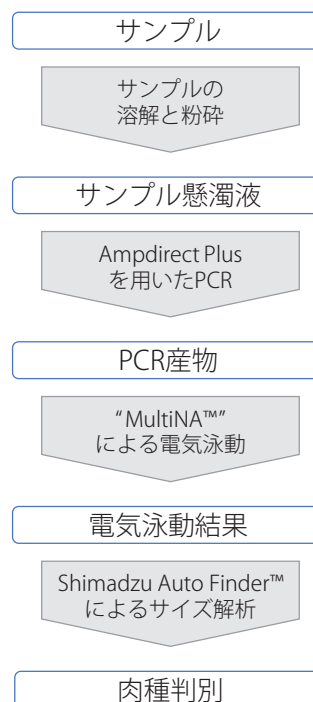 サンプル
サンプルの
溶解と粉砕
サンプル懸濁液
Ampdirect Plus
を用いたPCR
PCR産物
“MultiNA™”
による電気泳動
電気泳動結果
Shimadzu Auto Finder™
によるサイズ解析
肉種判別